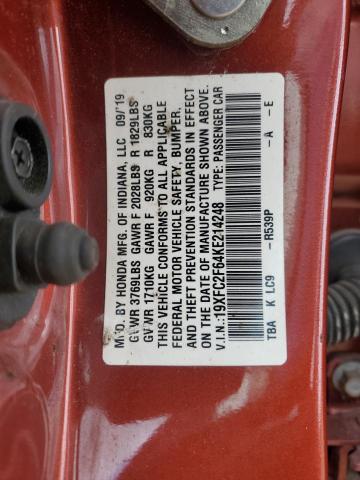 MFD. BY HONDA MFG. OF INDIANA, LLC 09/19
GVWR 3769LBS GAWR F 2028LBS R 1829LBS
GVWR 1710KG GAWR F 920KG R 830KG
THIS VEHICLE CONFORMS TO ALL APPLICABLE
FEDERAL MOTOR VEHICLE SAFETY, BUMPER,
AND THEFT PREVENTION STANDARDS IN EFFECT
ON THE DATE OF MANUFACTURE SHOWN ABOVE.
V.I.N.:19XFC2F64KE214248 TYPE: PASSENGER CAR
-R539P -A -E
TBA K LC9